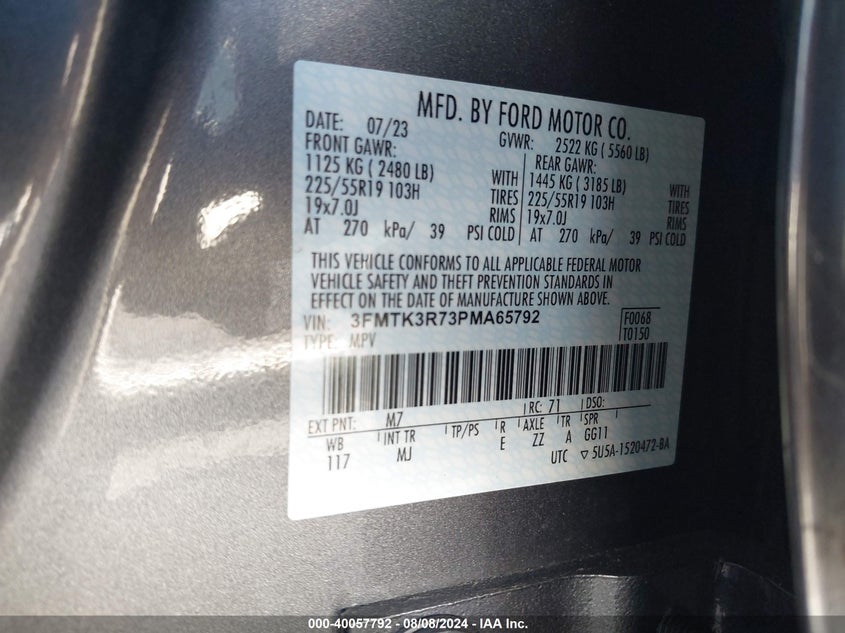 MFD. BY FORD MOTOR CO.
DATE: 07/23 GVWR: 2522 KG ( 5560 LB)
FRONT GAWR: REAR GAWR:
1125 KG ( 2480 LB) WITH 1445 KG ( 3185 LB) WITH
225/55R19 103H TIRES 225/55R19 103H TIRES
19x7.0J RIMS 19x7.0J RIMS
AT 270 kPa/ 39 PSI COLD AT 270 kPa/ 39 PSI COLD
THIS VEHICLE CONFORMS TO ALL APPLICABLE FEDERAL MOTOR
VEHICLE SAFETY AND THEFT PREVENTION STANDARDS IN
EFFECT ON THE DATE OF MANUFACTURE SHOWN ABOVE.
VIN: 3FMTK3R73PMA65792 F0068
TYPE: MPV T0150
EXT PNT: M7 RC: 71 DSO:
WB INT TR TP/PS R AXLE TR SPR
117 MJ E ZZ A GG11
UTC ▽ 5U5A-1520472-BA
000-40057792 - 08/08/2024 - IAA Inc.